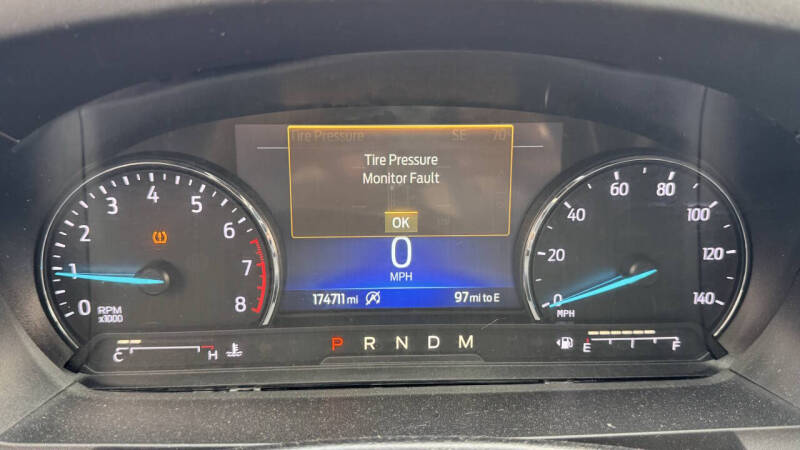 Tire Pressure SE 70
Tire Pressure
Monitor Fault
OK
0
MPH
174711 mi
97 mi to E
0 1 2 3 4 5 6 7 8
RPM
x1000
0 20 40 60 80 100 120 140
MPH
C H
P R N D M
E F